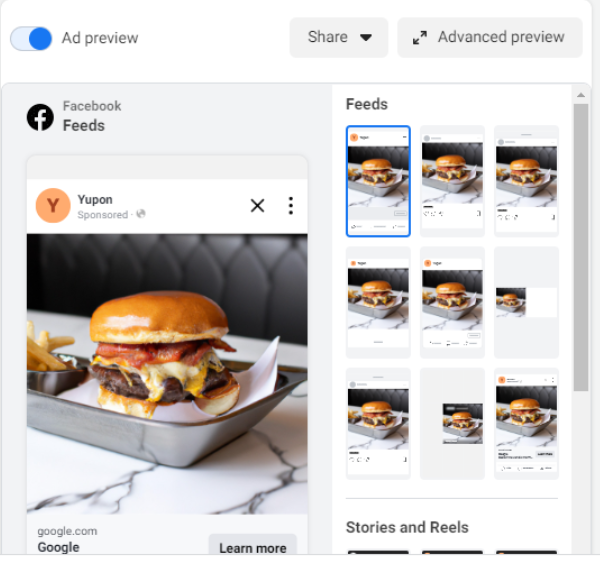 Ad preview
Share
Advanced preview
Facebook
Feeds
Y
Yupon
Sponsored ·
google.com
Google
Learn more
Feeds
Stories and Reels